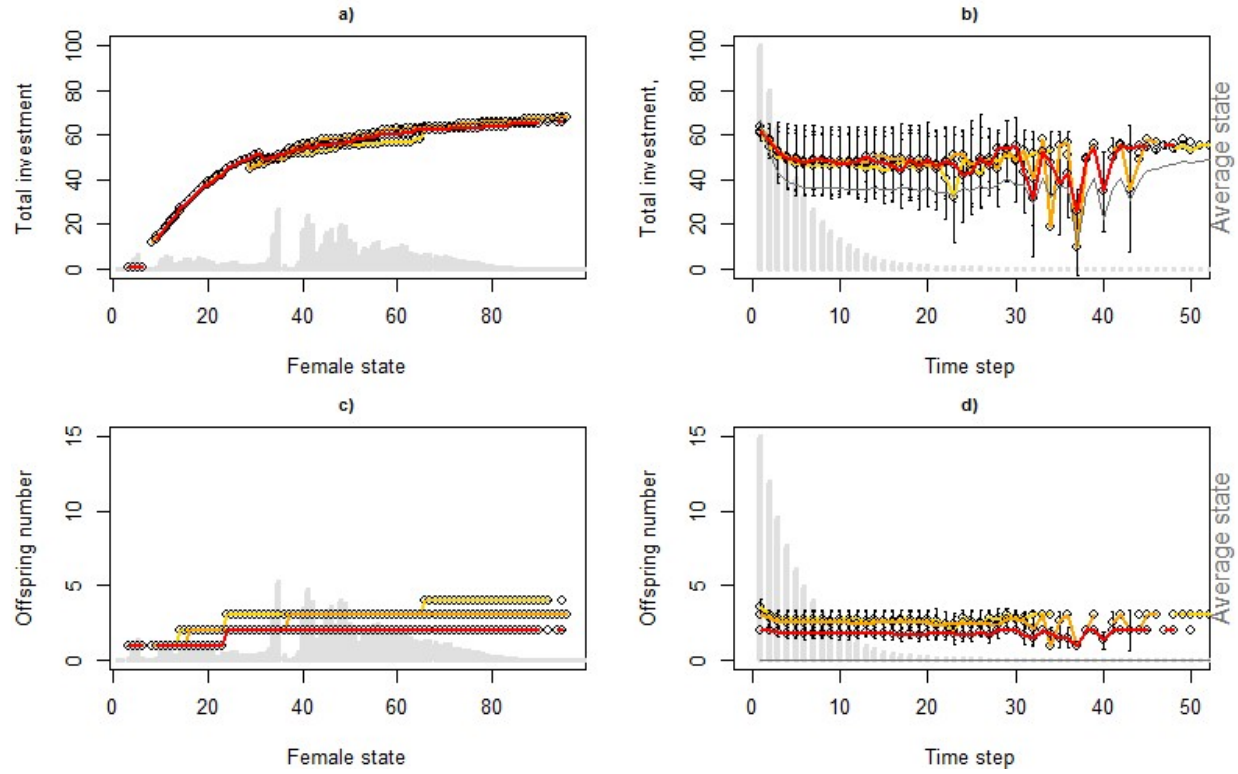 a)
Total investment
100
80
60
40
20
0
0 20 40 60 80
Female state
b)
Total investment,
100
80
60
40
20
0
0 10 20 30 40 50
Time step
Average state
c)
Offspring number
15
10
5
0
0 20 40 60 80
Female state
d)
Offspring number
15
10
5
0
0 10 20 30 40 50
Time step
Average state